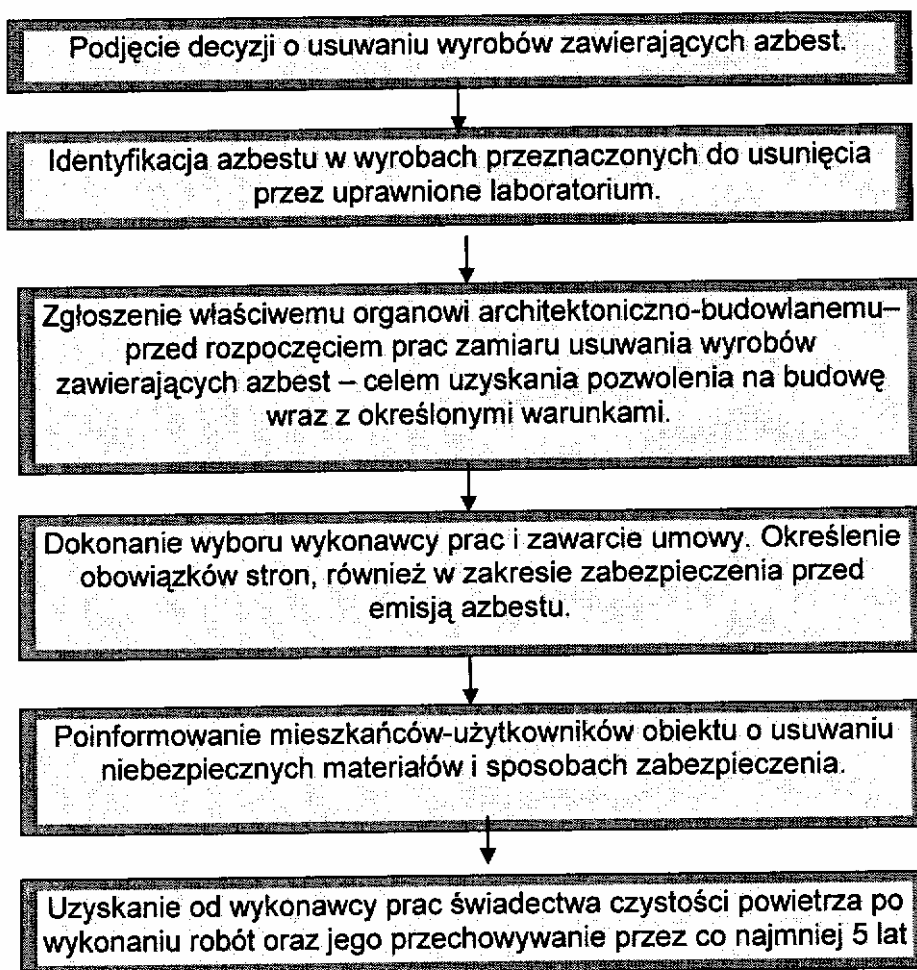 Podjęcie decyzji o usuwaniu wyrobów zawierających azbest.
Identyfikacja azbestu w wyrobach przeznaczonych do usunięcia
przez uprawnione laboratorium.
Zgłoszenie właściwemu organowi architektoniczno-budowlanemu–
przed rozpoczęciem prac zamiaru usuwania wyrobów
zawierających azbest – celem uzyskania pozwolenia na budowę
wraz z określonymi warunkami.
Dokonanie wyboru wykonawcy prac i zawarcie umowy. Określenie
obowiązków stron, również w zakresie zabezpieczenia przed
emisją azbestu.
Poinformowanie mieszkańców-użytkowników obiektu o usuwaniu
niebezpiecznych materiałów i sposobach zabezpieczenia.
Uzyskanie od wykonawcy prac świadectwa czystości powietrza po
wykonaniu robót oraz jego przechowywanie przez co najmniej 5 lat